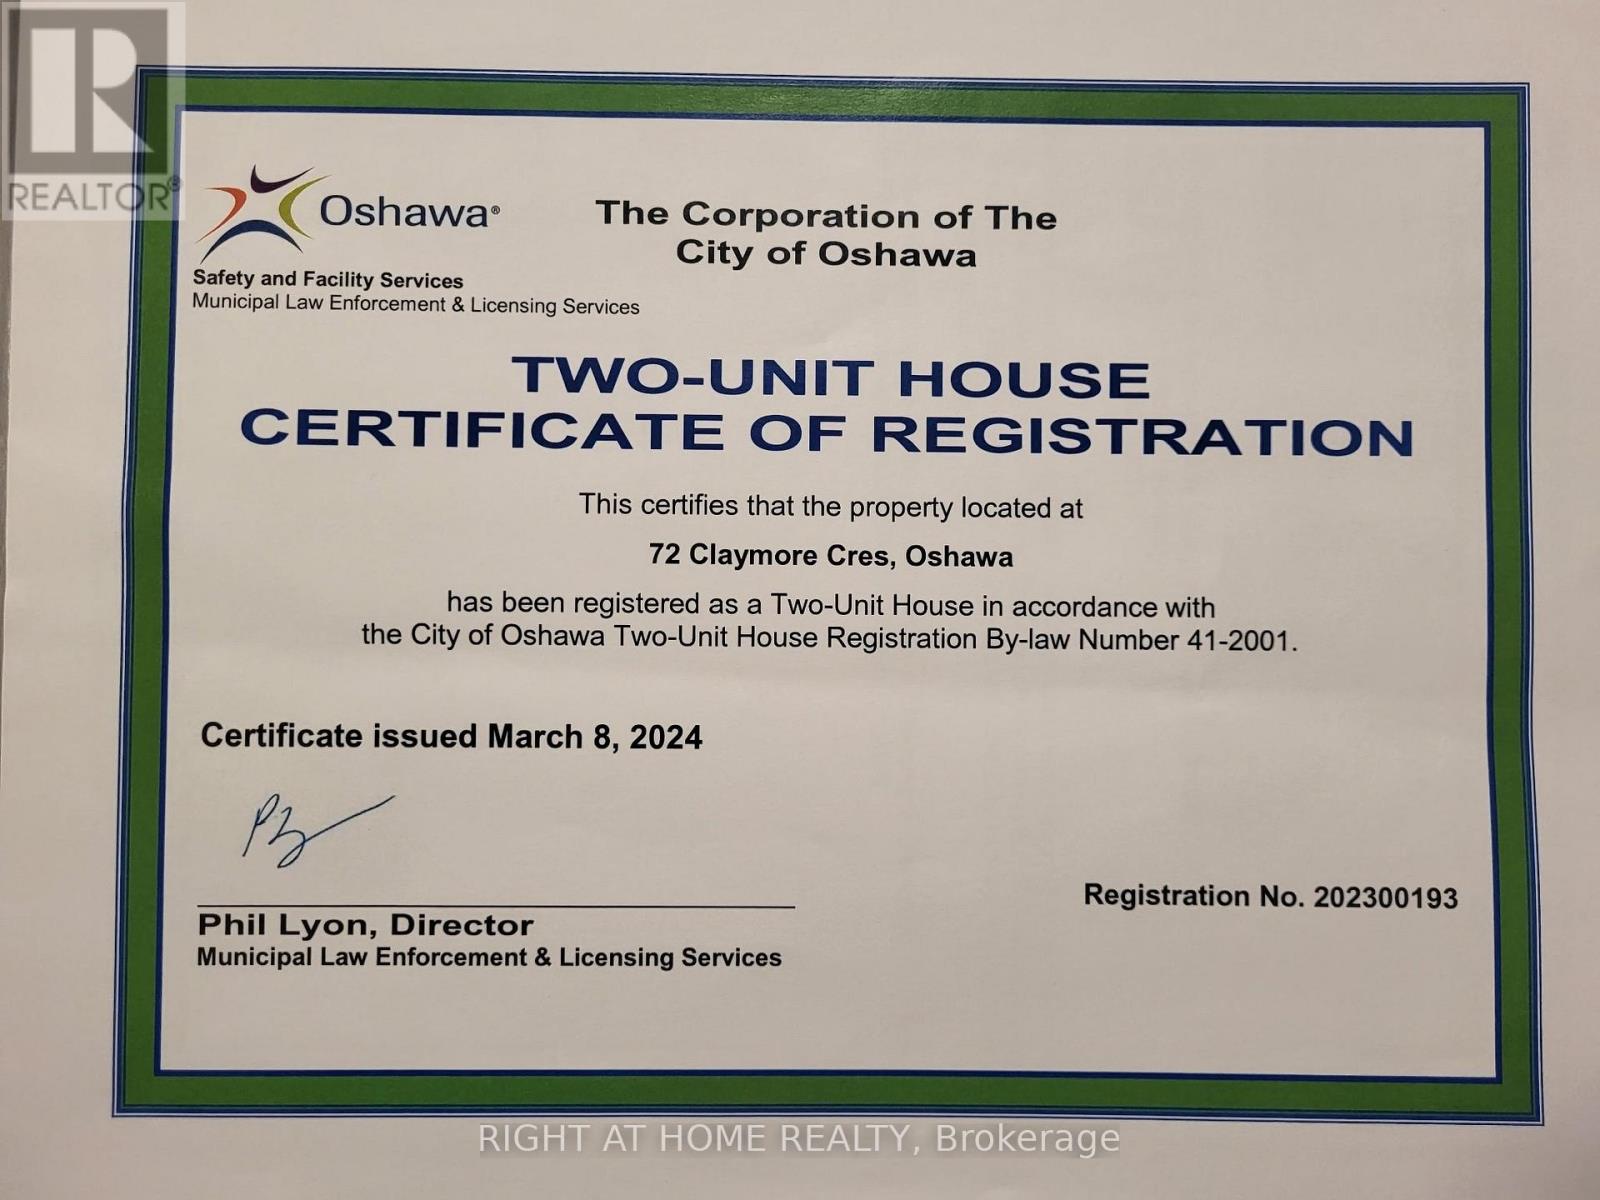 REALTOR®
Oshawa®
The Corporation of The
City of Oshawa
Safety and Facility Services
Municipal Law Enforcement & Licensing Services
TWO-UNIT HOUSE
CERTIFICATE OF REGISTRATION
This certifies that the property located at
72 Claymore Cres, Oshawa
has been registered as a Two-Unit House in accordance with
the City of Oshawa Two-Unit House Registration By-law Number 41-2001.
Certificate issued March 8, 2024
Phil Lyon, Director
Municipal Law Enforcement & Licensing Services
Registration No. 202300193
RIGHT AT HOME REALTY, Brokerage